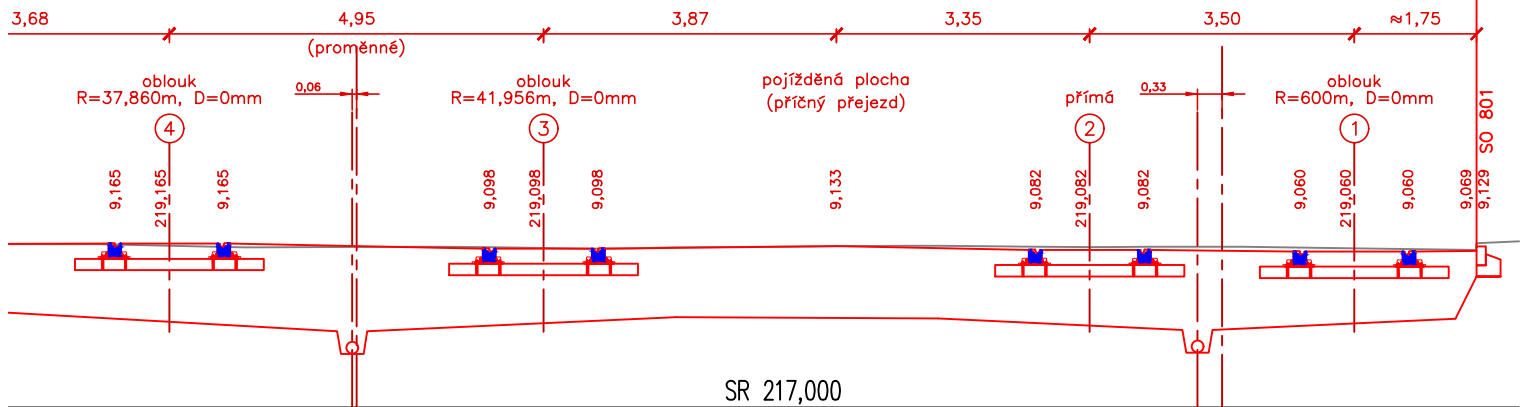 3,68
4,95
3,87
3,35
3,50
≈1,75
(proměnné)
oblouk
R=37,860m, D=0mm
0,06
oblouk
R=41,956m, D=0mm
pojížděná plocha
(příčný přejezd)
přímá
0,33
oblouk
R=600m, D=0mm
SO 801
4
3
2
1
9,165
219,165
9,165
9,098
219,098
9,098
9,133
9,082
219,082
9,082
9,060
219,060
9,060
9,069
9,129
SR 217,000